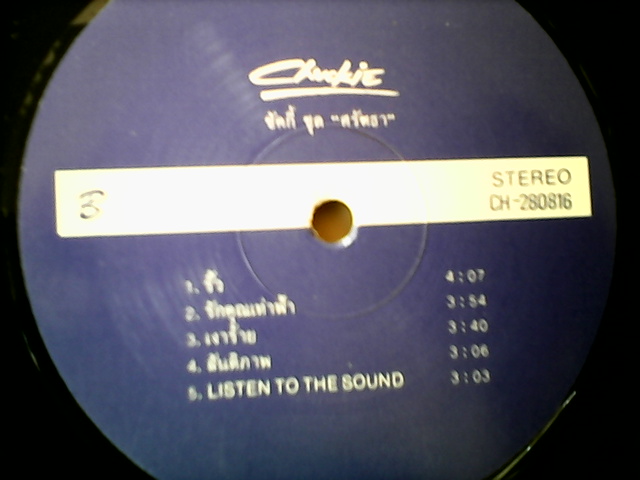 Chuckie
ชัคกี้ ชุด "ศรัทธา"
3
STEREO
CH-280816
1. รั้ว 4:07
2. รักคุณเท่าฟ้า 3:54
3. เงาร้าย 3:40
4. สันติภาพ 3:06
5. LISTEN TO THE SOUND 3:03